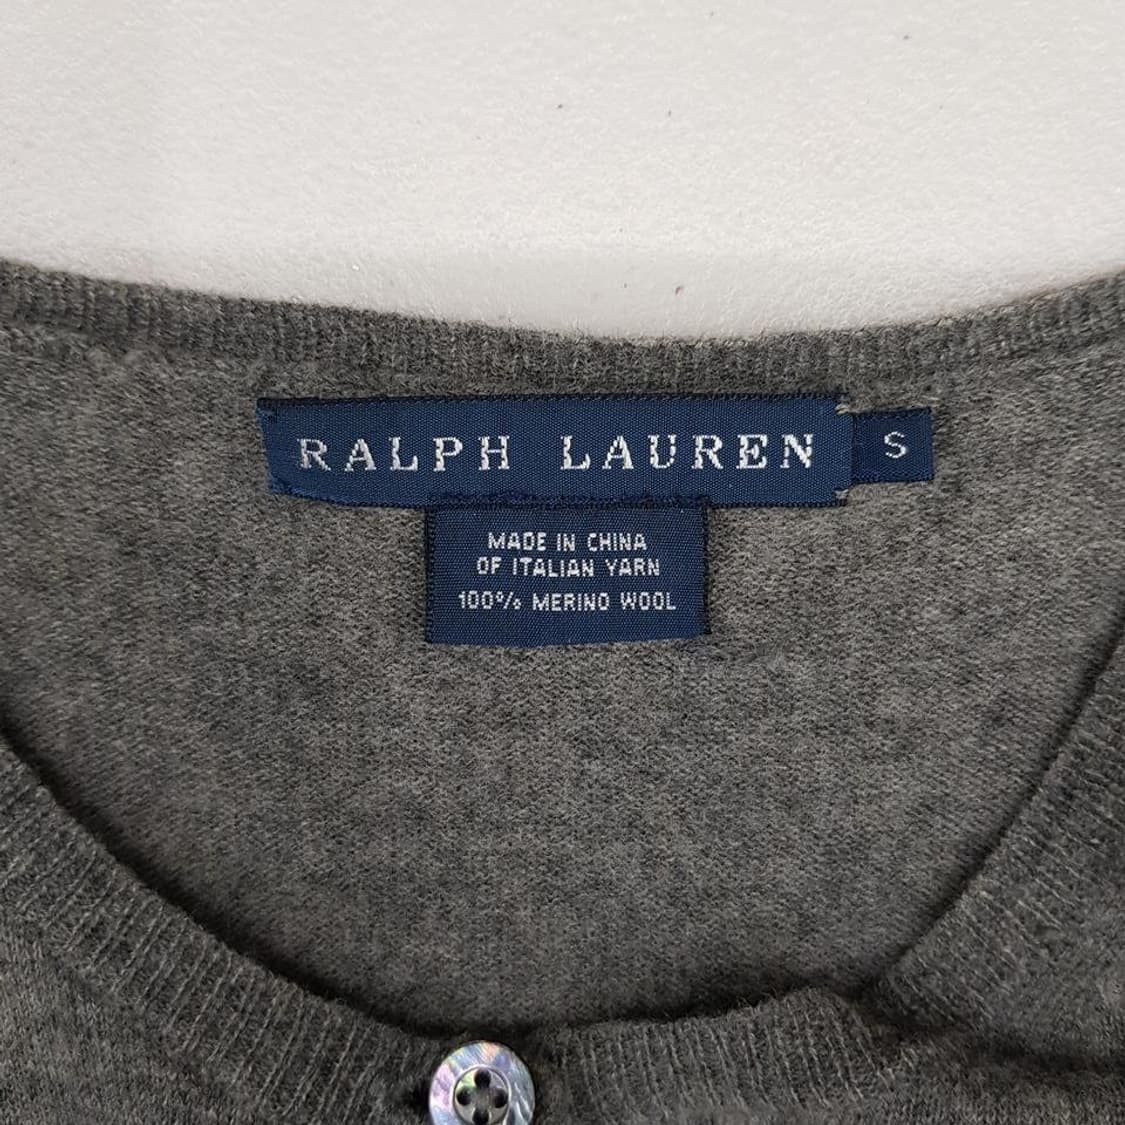 RALPH LAUREN S
MADE IN CHINA
OF ITALIAN YARN
100% MERINO WOOL